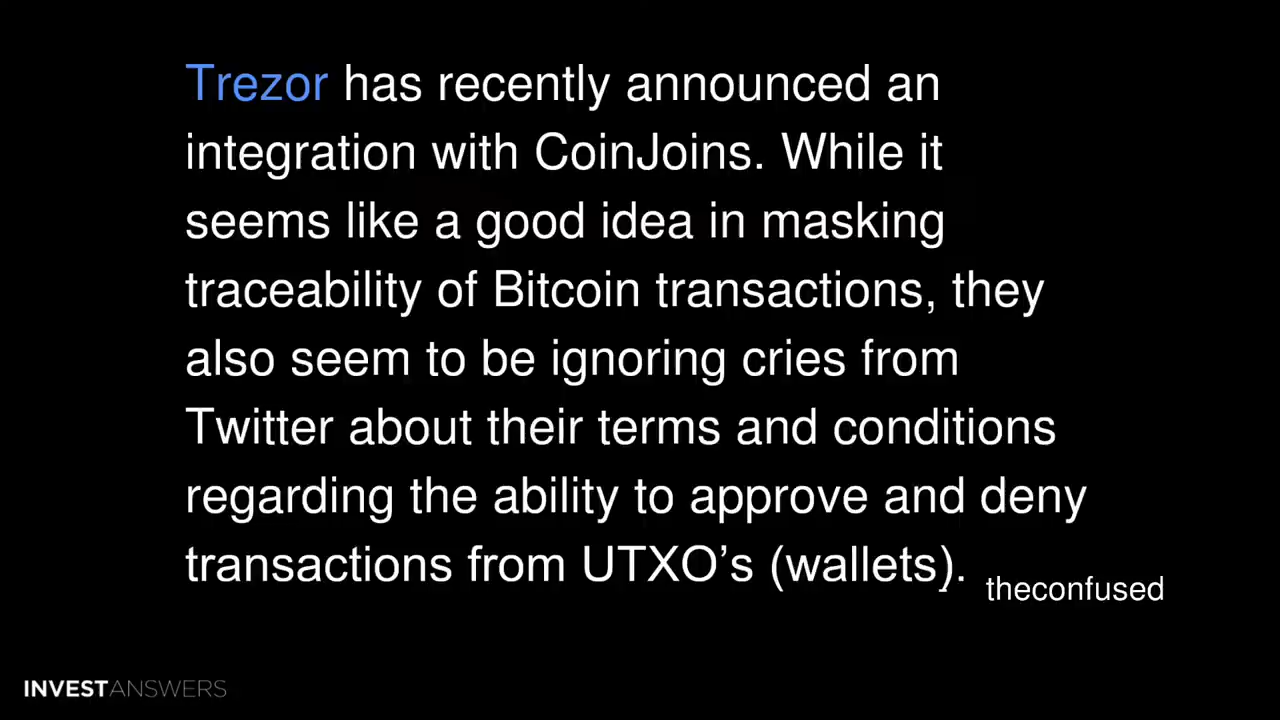 Trezor has recently announced an
integration with CoinJoins. While it
seems like a good idea in masking
traceability of Bitcoin transactions, they
also seem to be ignoring cries from
Twitter about their terms and conditions
regarding the ability to approve and deny
transactions from UTXO’s (wallets).
theconfused
INVESTANSWERS